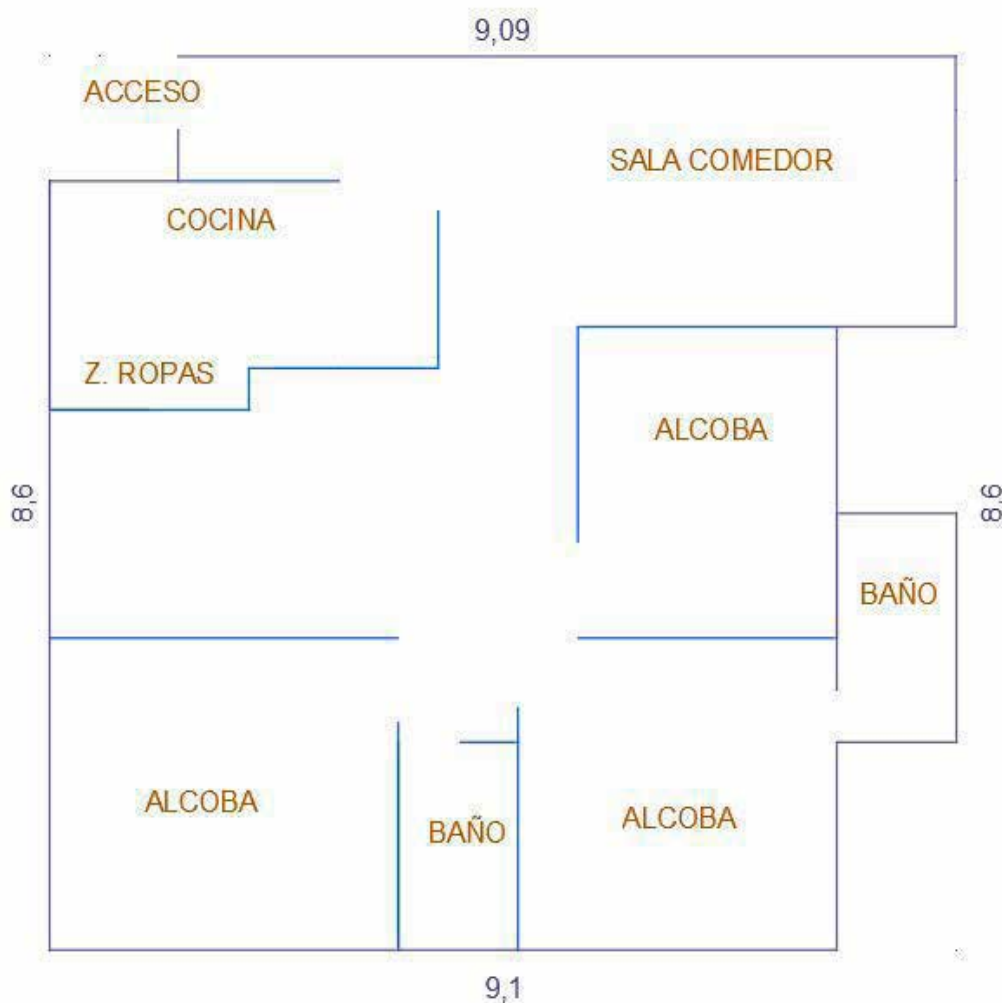 9,09
ACCESO
SALA COMEDOR
COCINA
Z. ROPAS
ALCOBA
8,6
8,6
BAÑO
ALCOBA
BAÑO
ALCOBA
9,1